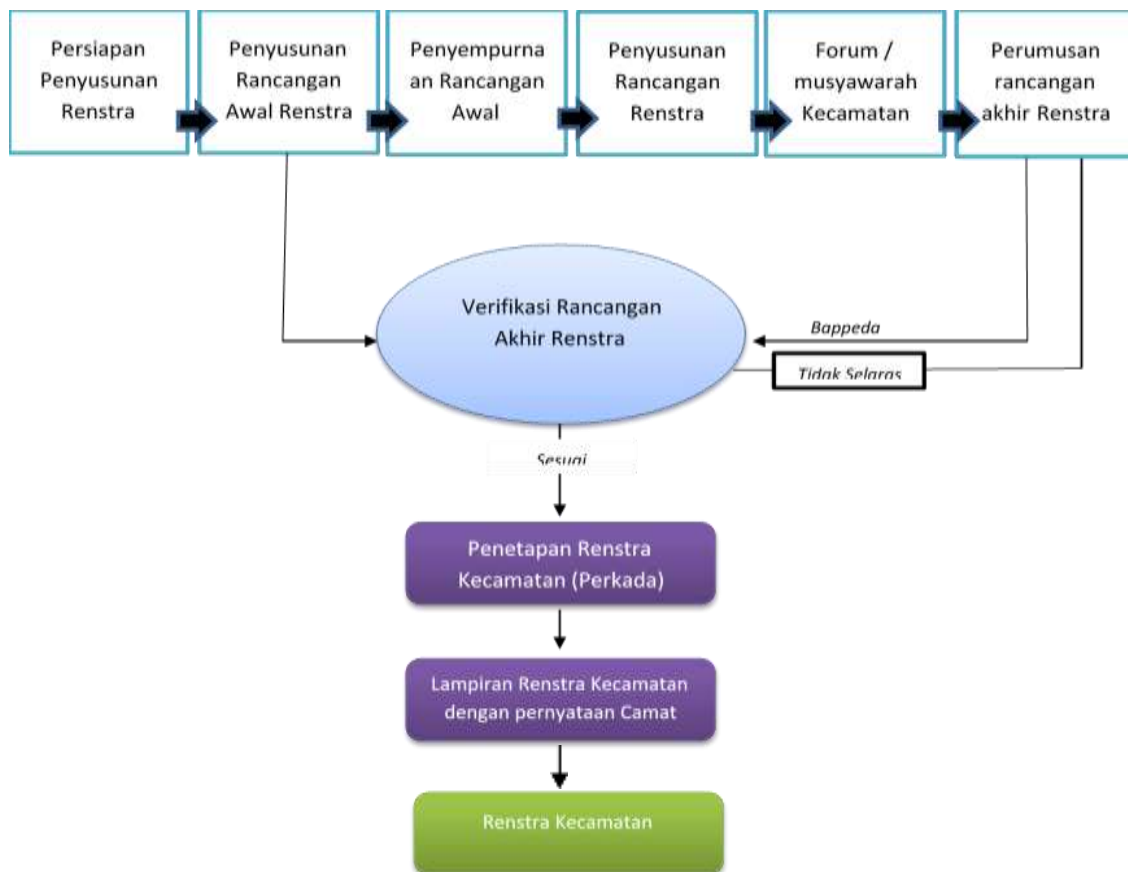 Persiapan
Penyusunan
Renstra
Penyusunan
Rancangan
Awal Renstra
Penyempurna
an Rancangan
Awal
Penyusunan
Rancangan
Renstra
Forum /
musyawarah
Kecamatan
Perumusan
rancangan
akhir Renstra
Verifikasi Rancangan
Akhir Renstra
Bappeda
Tidak Selaras
Sesuai
Penetapan Renstra
Kecamatan (Perkada)
Lampiran Renstra Kecamatan
dengan pernyataan Camat
Renstra Kecamatan